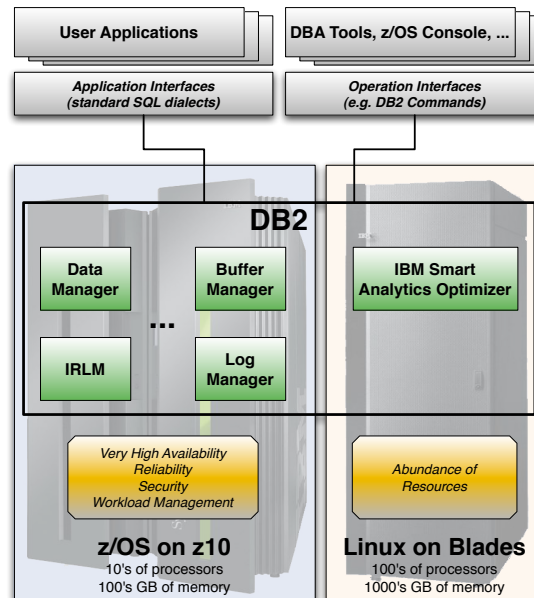 User Applications
DBA Tools, z/OS Console, ...
Application Interfaces
(standard SQL dialects)
Operation Interfaces
(e.g. DB2 Commands)
DB2
Data
Manager
Buffer
Manager
IBM Smart
Analytics Optimizer
...
IRLM
Log
Manager
Very High Availability
Reliability
Security
Workload Management
Abundance of
Resources
z/OS on z10
10's of processors
100's GB of memory
Linux on Blades
100's of processors
1000's GB of memory